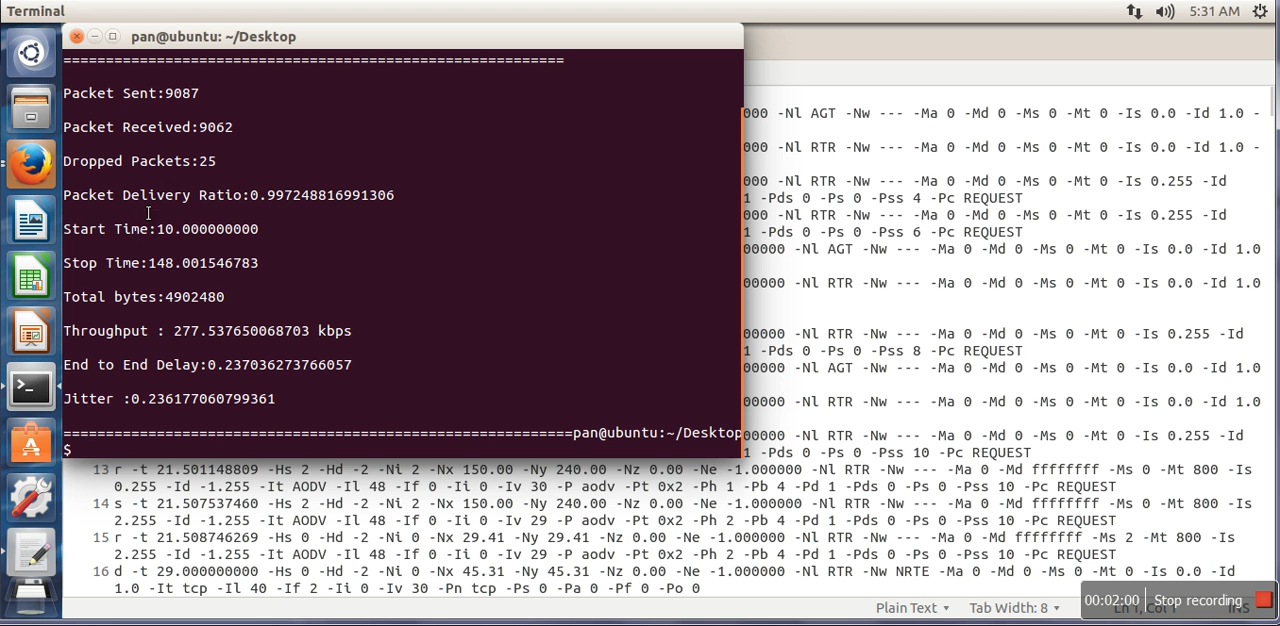 Terminal
5:31 AM
pan@ubuntu: ~/Desktop
===========================================================
Packet Sent:9087
Packet Received:9062
Dropped Packets:25
Packet Delivery Ratio:0.997248816991306
Start Time:10.000000000
Stop Time:148.001546783
Total bytes:4902480
Throughput : 277.537650068703 kbps
End to End Delay:0.237036273766057
Jitter :0.236177060799361
============================================================pan@ubuntu:~/Desktop
$
000 -Nl AGT -Nw --- -Ma 0 -Md 0 -Ms 0 -Mt 0 -Is 0.0 -Id 1.0 -
000 -Nl RTR -Nw --- -Ma 0 -Md 0 -Ms 0 -Mt 0 -Is 0.0 -Id 1.0 -
000 -Nl RTR -Nw --- -Ma 0 -Md 0 -Ms 0 -Mt 0 -Is 0.255 -Id
1 -Pds 0 -Ps 0 -Pss 4 -Pc REQUEST
000 -Nl RTR -Nw --- -Ma 0 -Md 0 -Ms 0 -Mt 0 -Is 0.255 -Id
1 -Pds 0 -Ps 0 -Pss 6 -Pc REQUEST
00000 -Nl AGT -Nw --- -Ma 0 -Md 0 -Ms 0 -Mt 0 -Is 0.0 -Id 1.0
00000 -Nl RTR -Nw --- -Ma 0 -Md 0 -Ms 0 -Mt 0 -Is 0.0 -Id 1.0
00000 -Nl RTR -Nw --- -Ma 0 -Md 0 -Ms 0 -Mt 0 -Is 0.255 -Id
1 -Pds 0 -Ps 0 -Pss 8 -Pc REQUEST
00000 -Nl AGT -Nw --- -Ma 0 -Md 0 -Ms 0 -Mt 0 -Is 0.0 -Id 1.0
00000 -Nl RTR -Nw --- -Ma 0 -Md 0 -Ms 0 -Mt 0 -Is 0.0 -Id 1.0
00000 -Nl RTR -Nw --- -Ma 0 -Md 0 -Ms 0 -Mt 0 -Is 0.255 -Id
1 -Pds 0 -Ps 0 -Pss 10 -Pc REQUEST
13 r -t 21.501148809 -Hs 2 -Hd -2 -Ni 2 -Nx 150.00 -Ny 240.00 -Nz 0.00 -Ne -1.000000 -Nl RTR -Nw --- -Ma 0 -Md ffffffff -Ms 0 -Mt 800 -Is
0.255 -Id -1.255 -It AODV -Il 48 -If 0 -Ii 0 -Iv 30 -P aodv -Pt 0x2 -Ph 1 -Pb 4 -Pd 1 -Pds 0 -Ps 0 -Pss 10 -Pc REQUEST
14 s -t 21.507537460 -Hs 2 -Hd -2 -Ni 2 -Nx 150.00 -Ny 240.00 -Nz 0.00 -Ne -1.000000 -Nl RTR -Nw --- -Ma 0 -Md ffffffff -Ms 0 -Mt 800 -Is
2.255 -Id -1.255 -It AODV -Il 48 -If 0 -Ii 0 -Iv 29 -P aodv -Pt 0x2 -Ph 2 -Pb 4 -Pd 1 -Pds 0 -Ps 0 -Pss 10 -Pc REQUEST
15 r -t 21.508746269 -Hs 0 -Hd -2 -Ni 0 -Nx 29.41 -Ny 29.41 -Nz 0.00 -Ne -1.000000 -Nl RTR -Nw --- -Ma 0 -Md ffffffff -Ms 2 -Mt 800 -Is
2.255 -Id -1.255 -It AODV -Il 48 -If 0 -Ii 0 -Iv 29 -P aodv -Pt 0x2 -Ph 2 -Pb 4 -Pd 1 -Pds 0 -Ps 0 -Pss 10 -Pc REQUEST
16 d -t 29.000000000 -Hs 0 -Hd -2 -Ni 0 -Nx 45.31 -Ny 45.31 -Nz 0.00 -Ne -1.000000 -Nl RTR -Nw NRTE -Ma 0 -Md 0 -Ms 0 -Mt 0 -Is 0.0 -Id
1.0 -It tcp -Il 40 -If 2 -Ii 0 -Iv 30 -Pn tcp -Ps 0 -Pa 0 -Pf 0 -Po 0
Plain Text Tab Width: 8 Ln 1, Col 1 INS
00:02:00 Stop recording